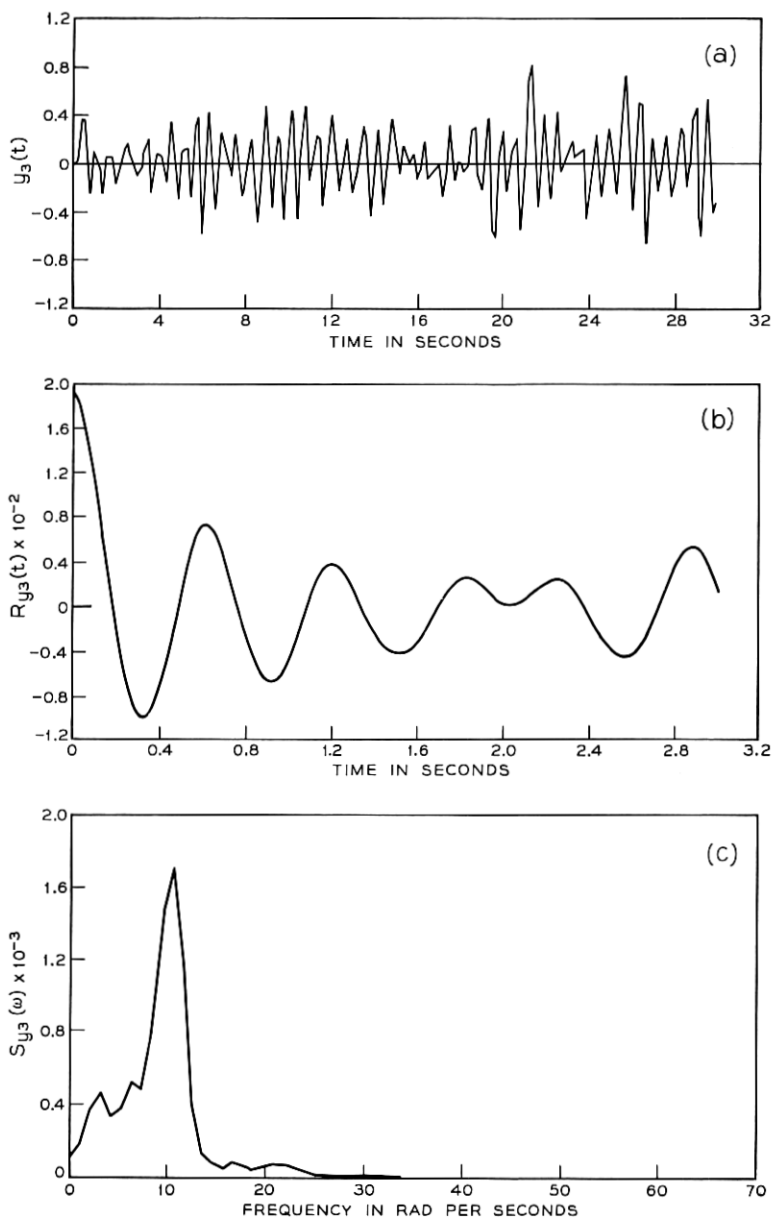 (a)
y₃(t)
1.2
0.8
0.4
0
−0.4
−0.8
−1.2
0 4 8 12 16 20 24 28 32
TIME IN SECONDS
(b)
Ry₃(t) × 10⁻²
2.0
1.6
1.2
0.8
0.4
0
−0.4
−0.8
−1.2
0 0.4 0.8 1.2 1.6 2.0 2.4 2.8 3.2
TIME IN SECONDS
(c)
Sy₃(ω) × 10⁻³
2.0
1.6
1.2
0.8
0.4
0
0 10 20 30 40 50 60 70
FREQUENCY IN RAD PER SECONDS